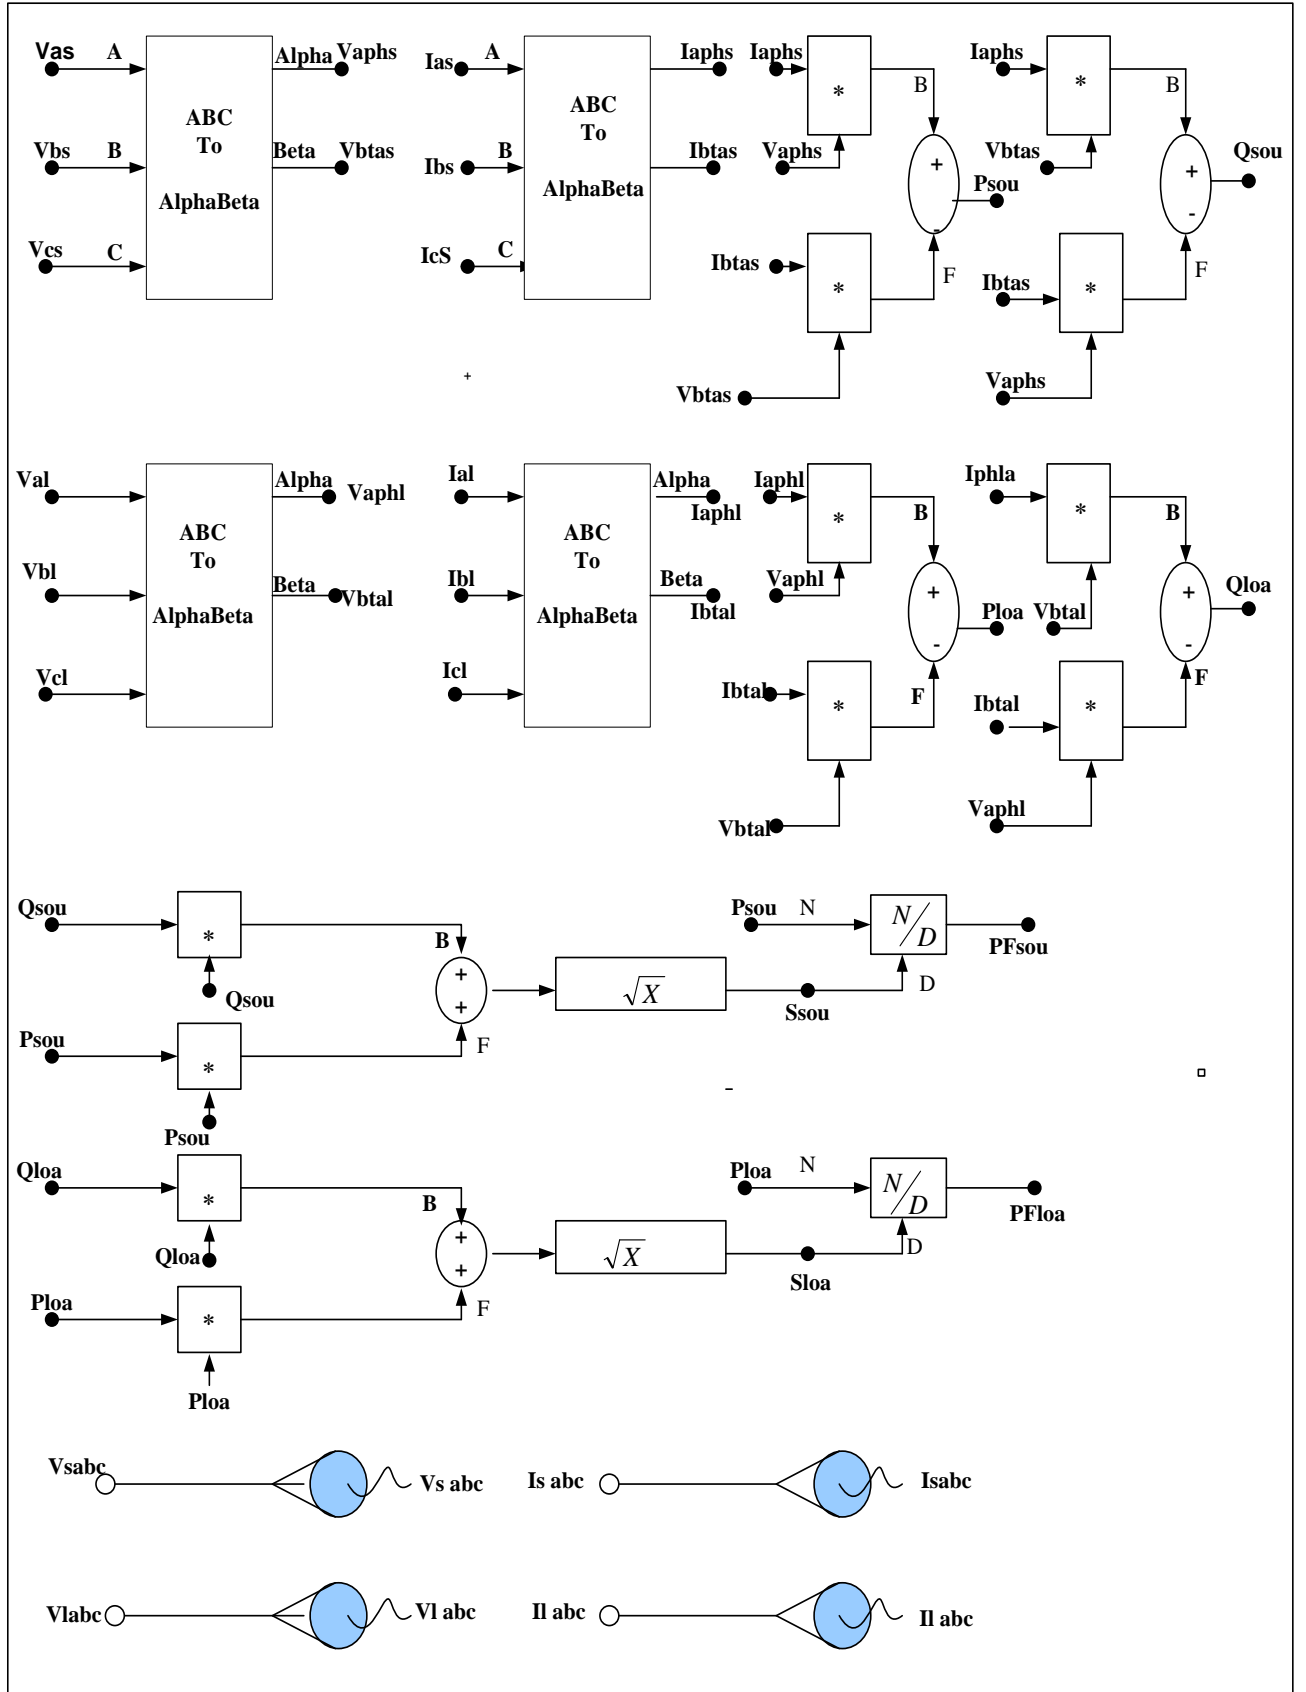 Vas A Alpha Vaphs Ias A Iaphs Iaphs Iaphs
* B * B
ABC
To
AlphaBeta
ABC
To
AlphaBeta
Vbs B Beta Vbtas Ibs B Ibtas Vaphs Vbtas Qsou
+ Psou +
- -
Vcs C IcS C Ibtas F F
* Ibtas *
Vbtas Vaphs
+
Val Alpha Vaphl Ial Alpha Iaphl Iaphl Iphla
* B * B
ABC
To
AlphaBeta
ABC
To
AlphaBeta
Vbl Beta Vbtal Ibl Beta Ibtal Vaphl Vbtal Qloa
+ Ploa +
- -
Vcl Icl Ibtal F F
* Ibtal *
Vbtal Vaphl
Qsou * B Psou N N/D PFsou
Qsou + √X Ssou D
+
Psou * F
Psou
-
Qloa * B Ploa N N/D PFloa
Qloa + √X Sloa D
+
Ploa * F
Ploa
Vsabc Vs abc Is abc Isabc
Vlabc Vl abc Il abc Il abc